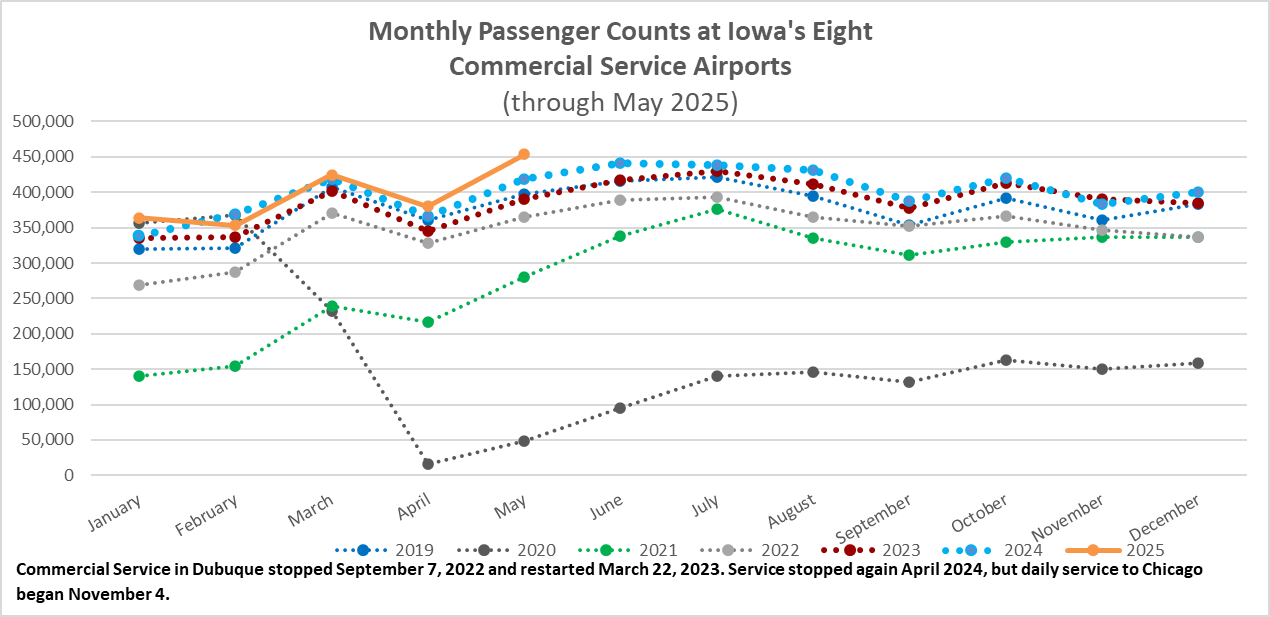 Monthly Passenger Counts at Iowa's Eight
Commercial Service Airports
(through May 2025)
500,000
450,000
400,000
350,000
300,000
250,000
200,000
150,000
100,000
50,000
0
January
February
March
April
May
June
July
August
September
October
November
December
2019
2020
2021
2022
2023
2024
2025
Commercial Service in Dubuque stopped September 7, 2022 and restarted March 22, 2023. Service stopped again April 2024, but daily service to Chicago
began November 4.